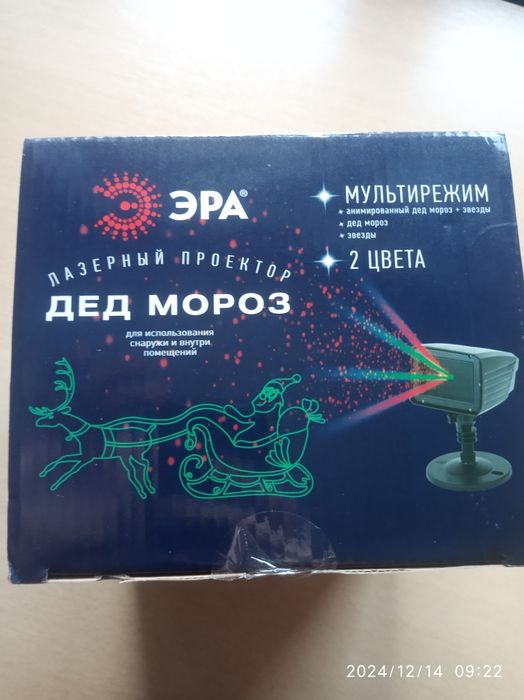 ЭРА®
ЛАЗЕРНЫЙ ПРОЕКТОР
ДЕД МОРОЗ
для использования
снаружи и внутри
помещений
МУЛЬТИРЕЖИМ
анимированный дед мороз + звезды
дед мороз
звезды
2 ЦВЕТА
2024/12/14 09:22